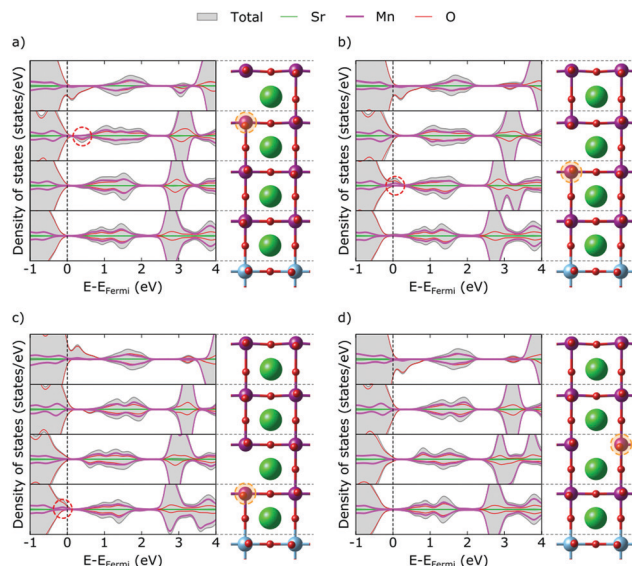 Total Sr Mn O
a)
b)
Density of states (states/eV)
Density of states (states/eV)
-1 0 1 2 3 4
-1 0 1 2 3 4
E-EFermi (eV)
E-EFermi (eV)
c)
d)
Density of states (states/eV)
Density of states (states/eV)
-1 0 1 2 3 4
-1 0 1 2 3 4
E-EFermi (eV)
E-EFermi (eV)